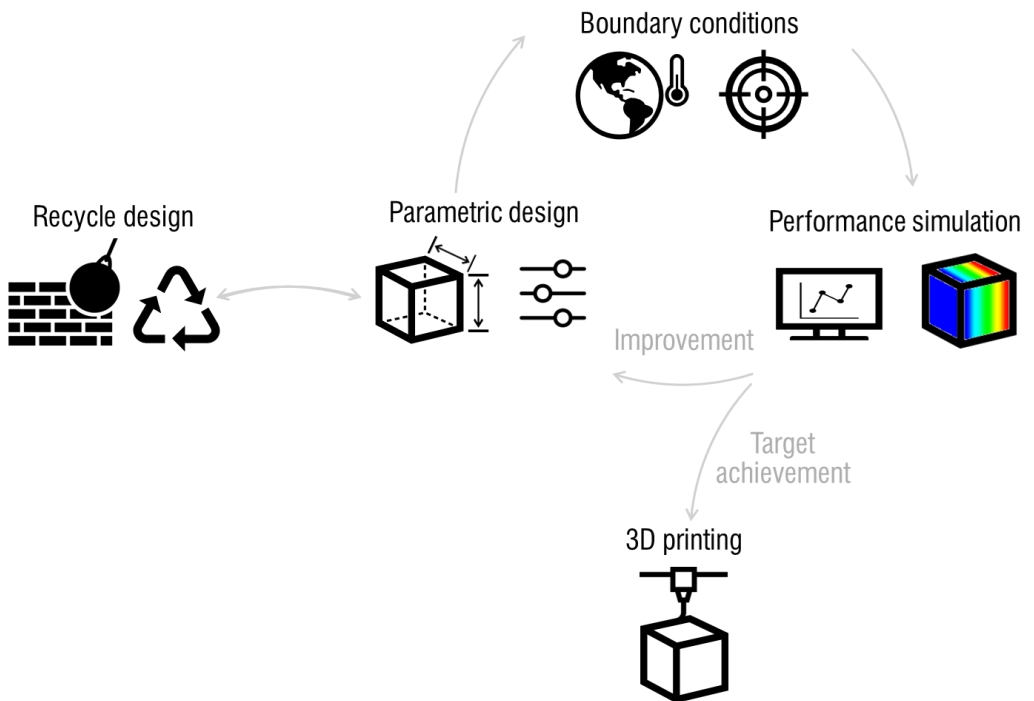 Boundary conditions
Recycle design
Parametric design
Performance simulation
Improvement
Target
achievement
3D printing